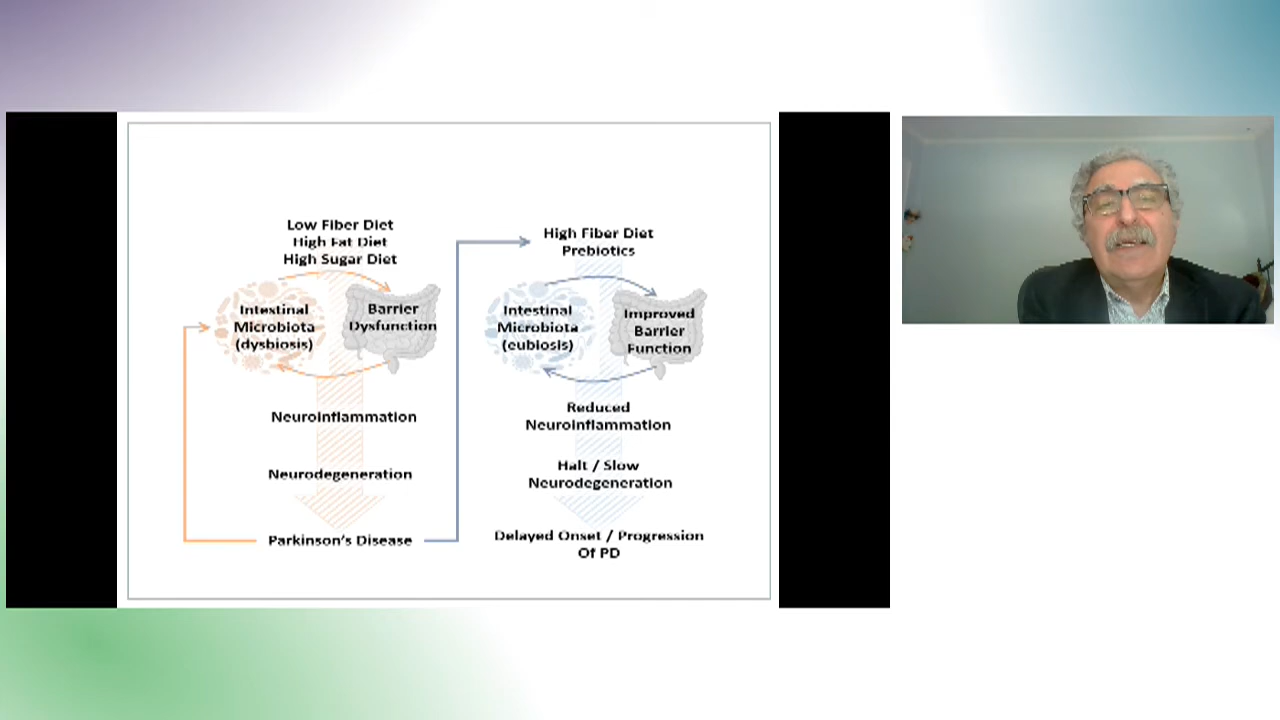 Low Fiber Diet
High Fat Diet
High Sugar Diet
Intestinal
Microbiota
(dysbiosis)
Barrier
Dysfunction
Neuroinflammation
Neurodegeneration
Parkinson's Disease
High Fiber Diet
Prebiotics
Intestinal
Microbiota
(eubiosis)
Improved
Barrier
Function
Reduced
Neuroinflammation
Halt / Slow
Neurodegeneration
Delayed Onset / Progression
Of PD